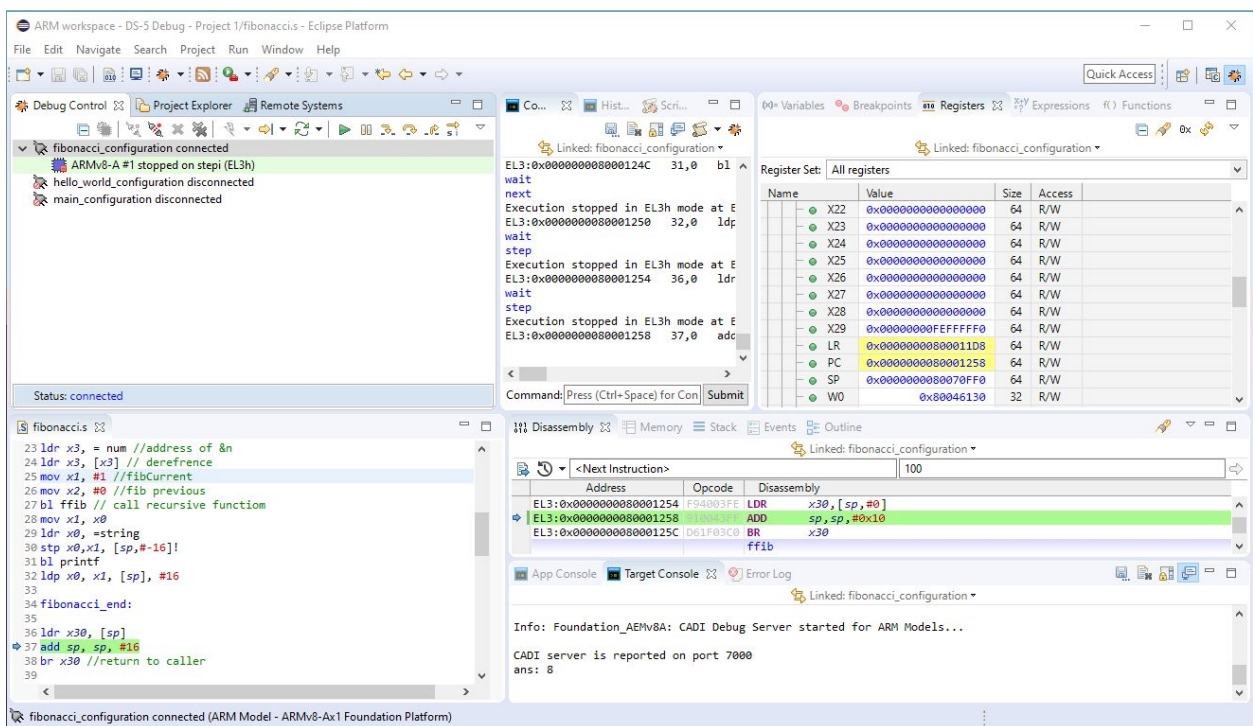 ARM workspace - DS-5 Debug - Project 1/fibonacci.s - Eclipse Platform
File Edit Navigate Search Project Run Window Help
Quick Access
Debug Control Project Explorer Remote Systems
fibonacci_configuration connected
ARMv8-A #1 stopped on stepi (EL3h)
hello_world_configuration disconnected
main_configuration disconnected
Status: connected
Co... Hist... Scri...
Linked: fibonacci_configuration
EL3:0x000000008000124C 31,0 bl
wait
next
Execution stopped in EL3h mode at E
EL3:0x0000000080001250 32,0 ldp
wait
step
Execution stopped in EL3h mode at E
EL3:0x0000000080001254 36,0 ldr
wait
step
Execution stopped in EL3h mode at E
EL3:0x0000000080001258 37,0 add
Command: Press (Ctrl+Space) for Con Submit
(x)= Variables Breakpoints Registers Expressions f() Functions
Linked: fibonacci_configuration
Register Set: All registers
Name Value Size Access
X22 0x0000000000000000 64 R/W
X23 0x0000000000000000 64 R/W
X24 0x0000000000000000 64 R/W
X25 0x0000000000000000 64 R/W
X26 0x0000000000000000 64 R/W
X27 0x0000000000000000 64 R/W
X28 0x0000000000000000 64 R/W
X29 0x00000000FEFFFFF0 64 R/W
LR 0x00000000800011D8 64 R/W
PC 0x0000000080001258 64 R/W
SP 0x0000000080070FF0 64 R/W
W0 0x80046130 32 R/W
fibonacci.s
23 ldr x3, = num //address of &n
24 ldr x3, [x3] // derefrence
25 mov x1, #1 //fibCurrent
26 mov x2, #0 //fib previous
27 bl ffib // call recursive functiom
28 mov x1, x0
29 ldr x0, =string
30 stp x0,x1, [sp,#-16]!
31 bl printf
32 ldp x0, x1, [sp], #16
33
34 fibonacci_end:
35
36 ldr x30, [sp]
37 add sp, sp, #16
38 br x30 //return to caller
39
Disassembly Memory Stack Events Outline
Linked: fibonacci_configuration
<Next Instruction> 100
Address Opcode Disassembly
EL3:0x0000000080001254 F94003FE LDR x30,[sp,#0]
EL3:0x0000000080001258 910043FF ADD sp,sp,#0x10
EL3:0x000000008000125C D61F03C0 BR x30
ffib
App Console Target Console Error Log
Linked: fibonacci_configuration
Info: Foundation_AEMv8A: CADI Debug Server started for ARM Models...
CADI server is reported on port 7000
ans: 8
fibonacci_configuration connected (ARM Model - ARMv8-Ax1 Foundation Platform)